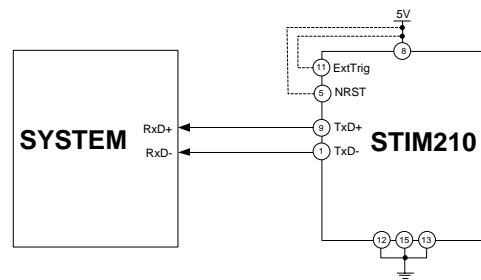 5V
8
11 ExtTrig
5 NRST
SYSTEM RxD+ 9 TxD+ STIM210
RxD- 1 TxD-
12 15 13